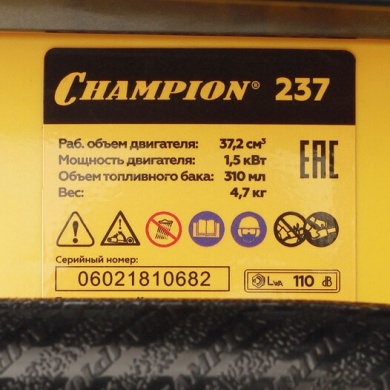 CHAMPION® 237
Раб. объем двигателя: 37,2 см³
Мощность двигателя: 1,5 кВт
Объем топливного бака: 310 мл
Вес: 4,7 кг
EAC
Серийный номер:
06021810682
LWA 110 dB